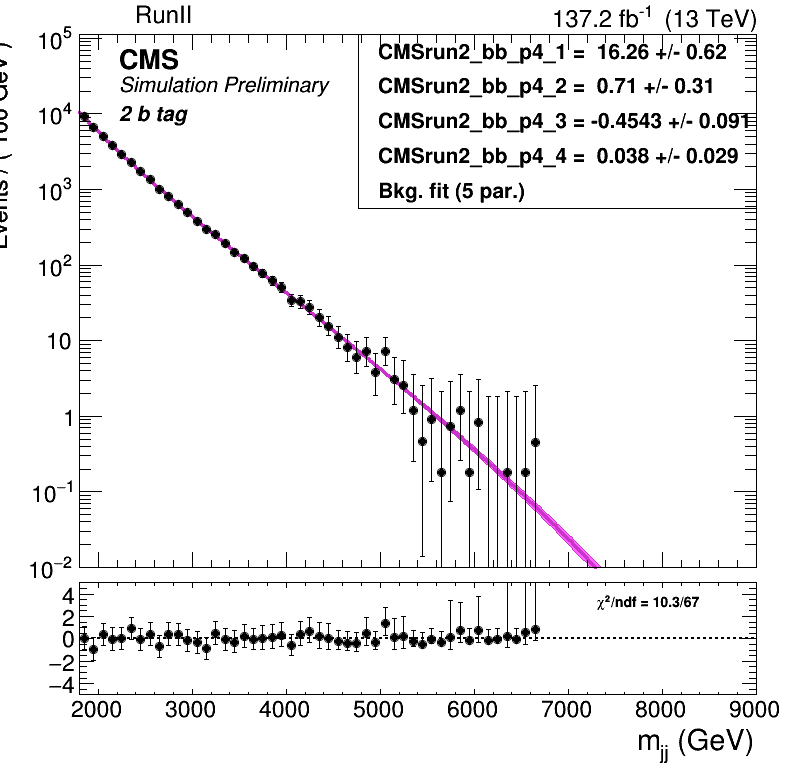 RunII 137.2 fb⁻¹ (13 TeV)
CMS
Simulation Preliminary
2 b tag
CMSrun2_bb_p4_1 = 16.26 +/- 0.62
CMSrun2_bb_p4_2 = 0.71 +/- 0.31
CMSrun2_bb_p4_3 = -0.4543 +/- 0.091
CMSrun2_bb_p4_4 = 0.038 +/- 0.029
Bkg. fit (5 par.)
Events / ( 100 GeV )
10⁵
10⁴
10³
10²
10
1
10⁻¹
10⁻²
χ²/ndf = 10.3/67
4
2
0
−2
−4
2000 3000 4000 5000 6000 7000 8000 9000
m_jj (GeV)